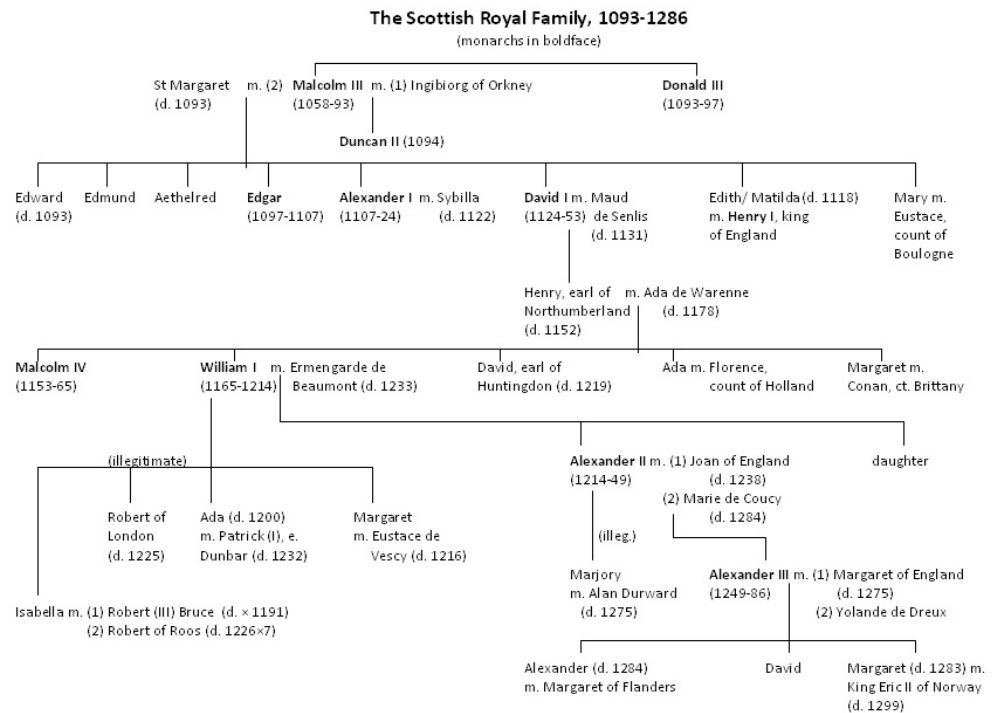 The Scottish Royal Family, 1093-1286
(monarchs in boldface)
St Margaret m. (2) Malcolm III m. (1) Ingibiorg of Orkney Donald III
(d. 1093) (1058-93) (1093-97)
Duncan II (1094)
Edward Edmund Aethelred Edgar Alexander I m. Sybilla David I m. Maud Edith/ Matilda (d. 1118) Mary m.
(d. 1093) (1097-1107) (1107-24) (d. 1122) (1124-53) de Senlis m. Henry I, king Eustace,
(d. 1131) of England count of
Boulogne
Henry, earl of m. Ada de Warenne
Northumberland (d. 1178)
(d. 1152)
Malcolm IV William I m. Ermengarde de David, earl of Ada m. Florence, Margaret m.
(1153-65) (1165-1214) Beaumont (d. 1233) Huntingdon (d. 1219) count of Holland Conan, ct. Brittany
(illegitimate) Alexander II m. (1) Joan of England daughter
(1214-49) (d. 1238)
(2) Marie de Coucy
(d. 1284)
Robert of Ada (d. 1200) Margaret
London m. Patrick (I), e. m. Eustace de (illeg.)
(d. 1225) Dunbar (d. 1232) Vescy (d. 1216)
Marjory Alexander III m. (1) Margaret of England
m. Alan Durward (1249-86) (d. 1275)
(d. 1275) (2) Yolande de Dreux
Isabella m. (1) Robert (III) Bruce (d. × 1191)
(2) Robert of Roos (d. 1226×7)
Alexander (d. 1284) David Margaret (d. 1283) m.
m. Margaret of Flanders King Eric II of Norway
(d. 1299)